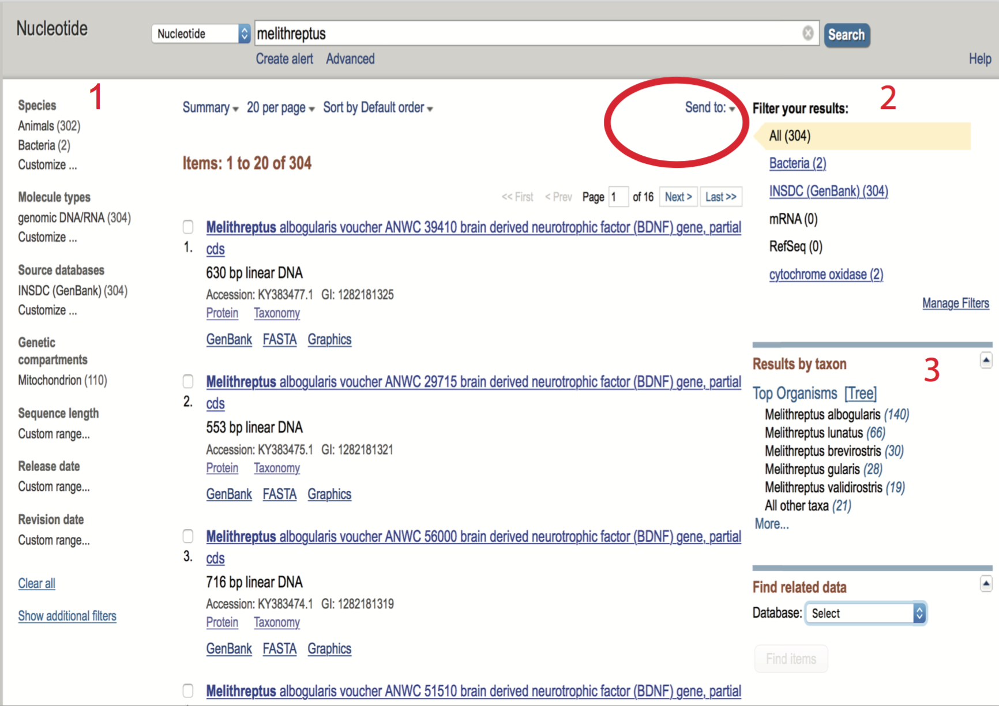 Nucleotide
Nucleotide
melithreptus
Search
Create alert Advanced
Help
1
Species
Animals (302)
Bacteria (2)
Customize ...
Molecule types
genomic DNA/RNA (304)
Customize ...
Source databases
INSDC (GenBank) (304)
Customize ...
Genetic
compartments
Mitochondrion (110)
Sequence length
Custom range...
Release date
Custom range...
Revision date
Custom range...
Clear all
Show additional filters
Summary 20 per page Sort by Default order
Send to:
Items: 1 to 20 of 304
<< First < Prev Page 1 of 16 Next > Last >>
Melithreptus albogularis voucher ANWC 39410 brain derived neurotrophic factor (BDNF) gene, partial
1. cds
630 bp linear DNA
Accession: KY383477.1 GI: 1282181325
Protein Taxonomy
GenBank FASTA Graphics
Melithreptus albogularis voucher ANWC 29715 brain derived neurotrophic factor (BDNF) gene, partial
2. cds
553 bp linear DNA
Accession: KY383475.1 GI: 1282181321
Protein Taxonomy
GenBank FASTA Graphics
Melithreptus albogularis voucher ANWC 56000 brain derived neurotrophic factor (BDNF) gene, partial
3. cds
716 bp linear DNA
Accession: KY383474.1 GI: 1282181319
Protein Taxonomy
GenBank FASTA Graphics
Melithreptus albogularis voucher ANWC 51510 brain derived neurotrophic factor (BDNF) gene, partial
Filter your results:
2
All (304)
Bacteria (2)
INSDC (GenBank) (304)
mRNA (0)
RefSeq (0)
cytochrome oxidase (2)
Manage Filters
Results by taxon
3
Top Organisms [Tree]
Melithreptus albogularis (140)
Melithreptus lunatus (66)
Melithreptus brevirostris (30)
Melithreptus gularis (28)
Melithreptus validirostris (19)
All other taxa (21)
More...
Find related data
Database: Select
Find items